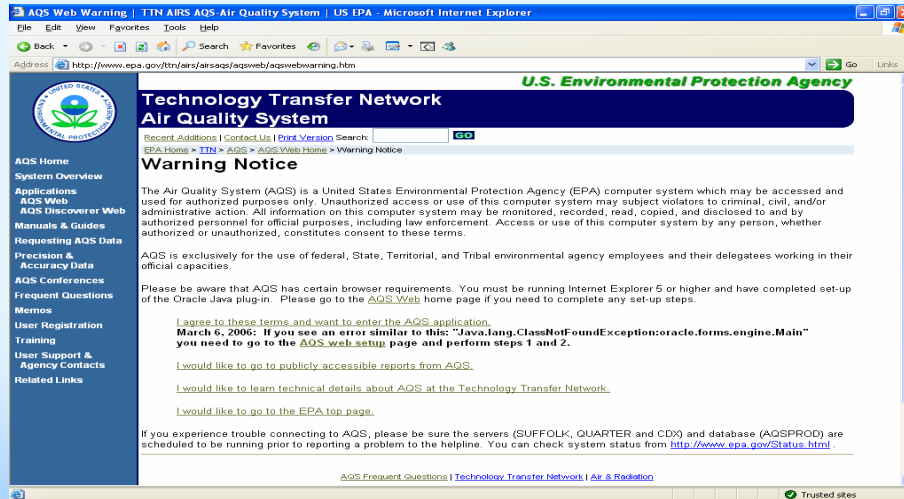 AQS Web Warning | TTN AIRS AQS-Air Quality System | US EPA - Microsoft Internet Explorer
File Edit View Favorites Tools Help
Back Search Favorites
Address http://www.epa.gov/ttn/airs/airsaqs/aqsweb/aqswebwarning.htm Go Links
UNITED STATES
ENVIRONMENTAL PROTECTION
U.S. Environmental Protection Agency
Technology Transfer Network
Air Quality System
Recent Additions | Contact Us | Print Version Search: GO
EPA Home > TTN > AQS > AQS Web Home > Warning Notice
AQS Home
System Overview
Applications
AQS Web
AQS Discoverer Web
Manuals & Guides
Requesting AQS Data
Precision &
Accuracy Data
AQS Conferences
Frequent Questions
Memos
User Registration
Training
User Support &
Agency Contacts
Related Links
Warning Notice
The Air Quality System (AQS) is a United States Environmental Protection Agency (EPA) computer system which may be accessed and
used for authorized purposes only. Unauthorized access or use of this computer system may subject violators to criminal, civil, and/or
administrative action. All information on this computer system may be monitored, recorded, read, copied, and disclosed to and by
authorized personnel for official purposes, including law enforcement. Access or use of this computer system by any person, whether
authorized or unauthorized, constitutes consent to these terms.
AQS is exclusively for the use of federal, State, Territorial, and Tribal environmental agency employees and their delegatees working in their
official capacities.
Please be aware that AQS has certain browser requirements. You must be running Internet Explorer 5 or higher and have completed set-up
of the Oracle Java plug-in. Please go to the AQS Web home page if you need to complete any set-up steps.
I agree to these terms and want to enter the AQS application.
March 6, 2006: If you see an error similar to this: "Java.lang.ClassNotFoundException:oracle.forms.engine.Main"
you need to go to the AQS web setup page and perform steps 1 and 2.
I would like to go to publicly accessible reports from AQS.
I would like to learn technical details about AQS at the Technology Transfer Network.
I would like to go to the EPA top page.
If you experience trouble connecting to AQS, please be sure the servers (SUFFOLK, QUARTER and CDX) and database (AQSPROD) are
scheduled to be running prior to reporting a problem to the helpline. You can check system status from http://www.epa.gov/Status.html .
AQS Frequent Questions | Technology Transfer Network | Air & Radiation
Trusted sites